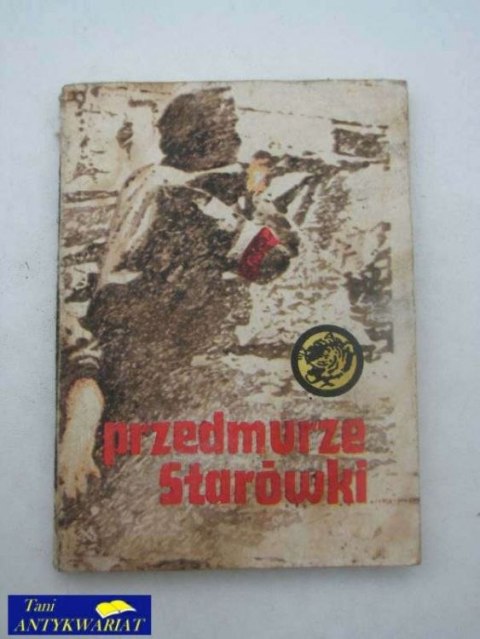 przedmurze
Starówki
Tani
ANTYKWARIAT